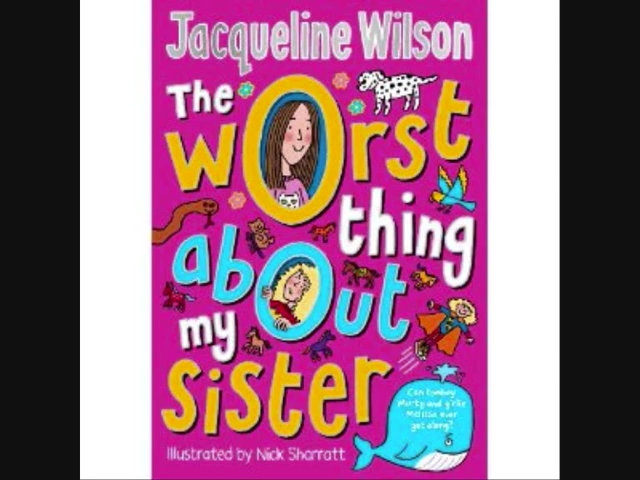 Jacqueline Wilson
The
worst
thing
about
my
sister
Can tomboy
Marty and girlie
Melissa ever
get along?
Illustrated by Nick Sharratt